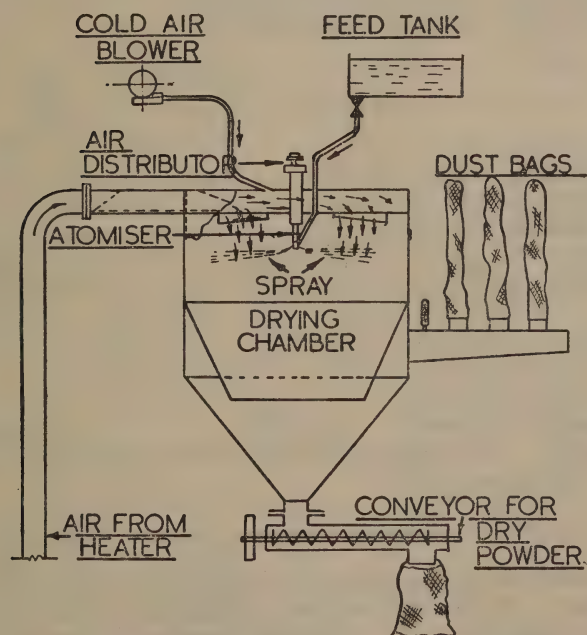 COLD AIR
BLOWER
FEED TANK
AIR
DISTRIBUTOR
DUST BAGS
ATOMISER
SPRAY
DRYING
CHAMBER
AIR FROM
HEATER
CONVEYOR FOR
DRY
POWDER.